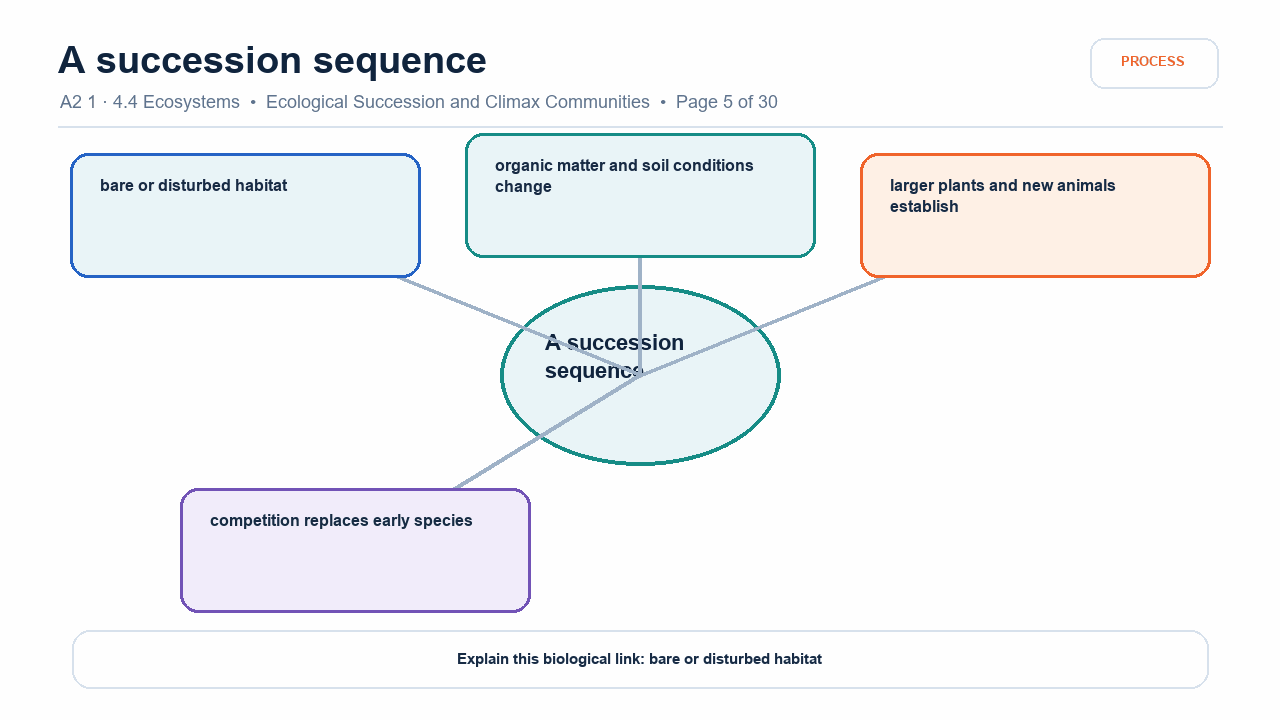 A succession sequence
PROCESS
A2 1 · 4.4 Ecosystems • Ecological Succession and Climax Communities • Page 5 of 30
bare or disturbed habitat
organic matter and soil conditions
change
larger plants and new animals
establish
A succession
sequence
competition replaces early species
Explain this biological link: bare or disturbed habitat